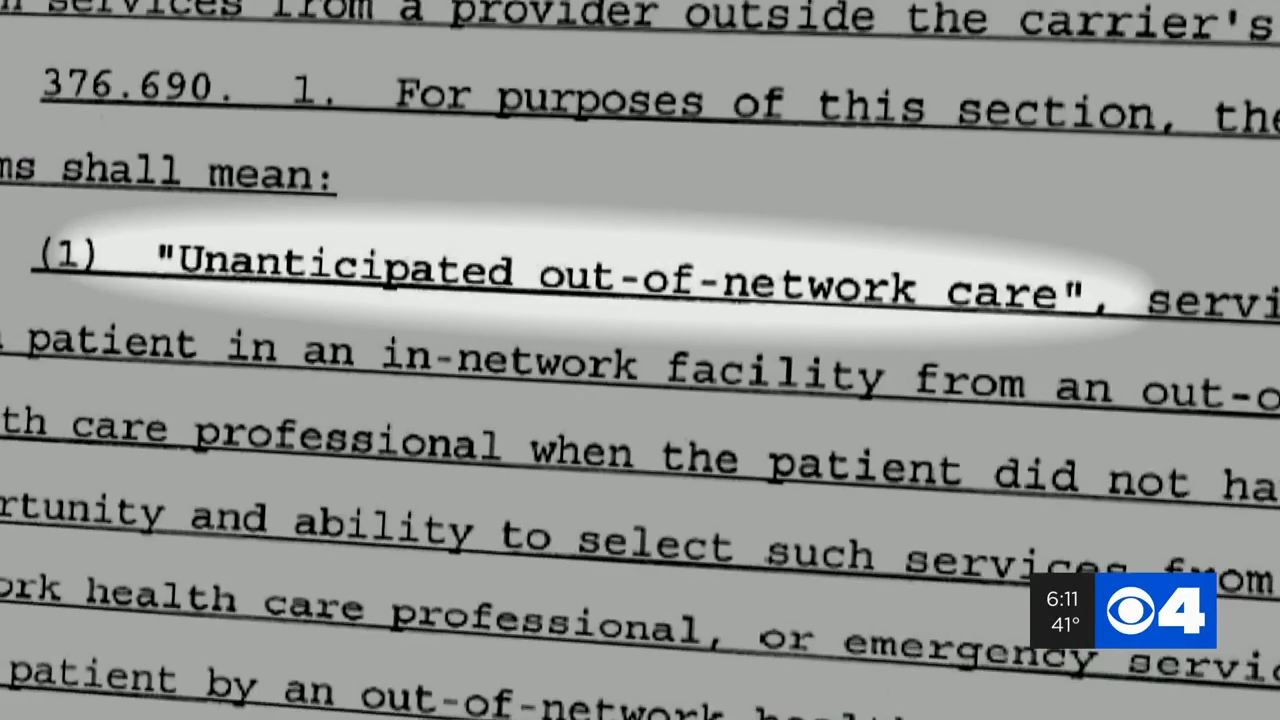 services from a provider outside the carrier's
376.690. 1. For purposes of this section, the
ms shall mean:
(1) "Unanticipated out-of-network care", servi
patient in an in-network facility from an out-o
th care professional when the patient did not ha
rtunity and ability to select such services from
ork health care professional, or emergency servic
patient by an out-of-network health
6:11
41°
4